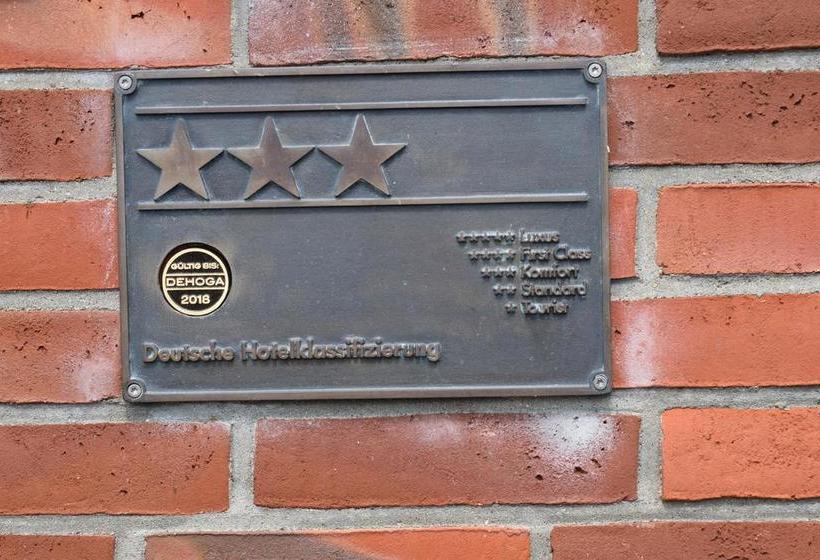 GÜLTIG BIS:
DEHOGA
2018
★★★★★ Luxus
★★★★ First Class
★★★ Komfort
★★ Standard
★ Tourist
Deutsche Hotelklassifizierung